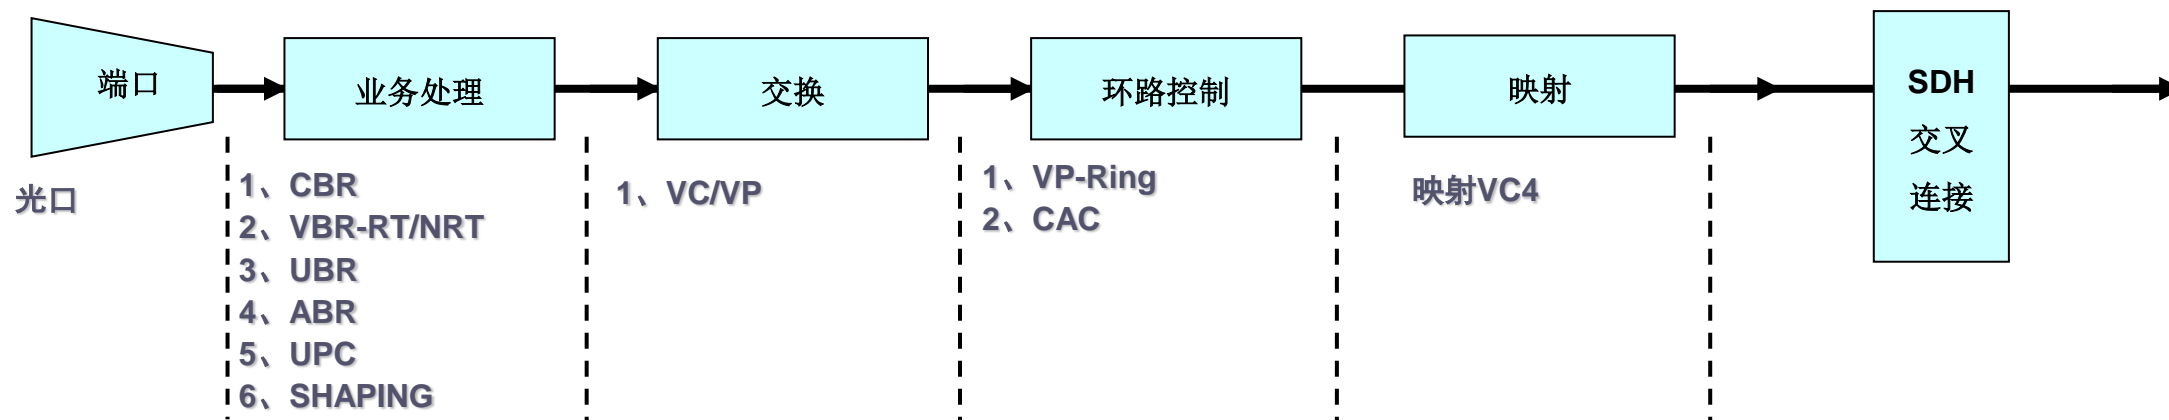 端口
业务处理
交换
环路控制
映射
SDH
交叉
连接
光口
1、CBR
2、VBR-RT/NRT
3、UBR
4、ABR
5、UPC
6、SHAPING
1、VC/VP
1、VP-Ring
2、CAC
映射VC4